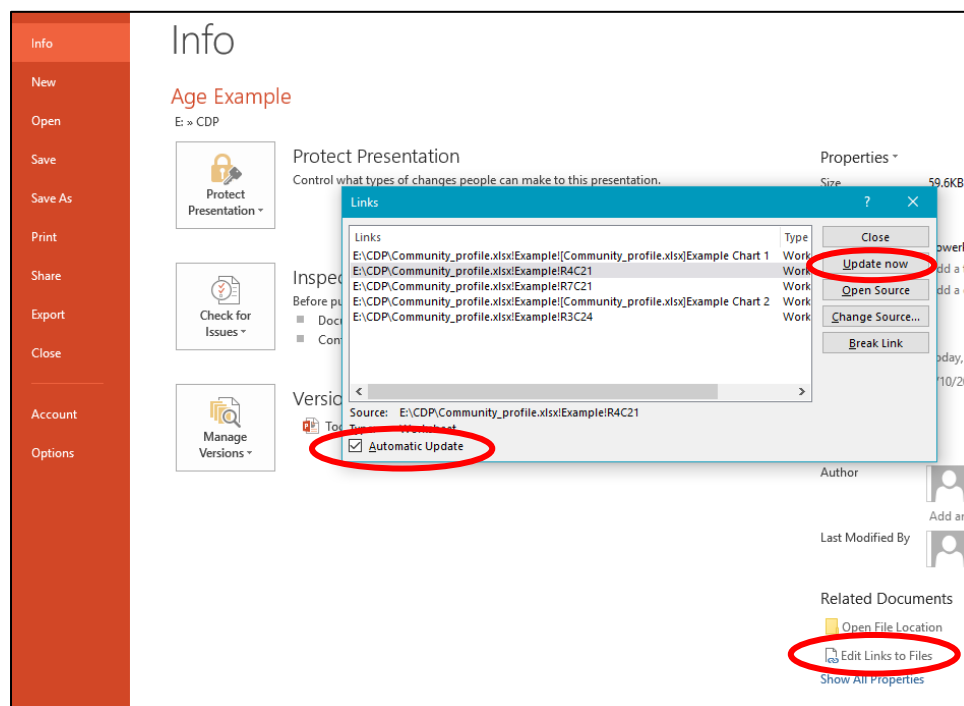 Info
New
Open
Save
Save As
Print
Share
Export
Close
Account
Options
Info
Age Example
E: » CDP
Protect Presentation
Protect Presentation
Control what types of changes people can make to this presentation.
Check for Issues
Before
Manage Versions
Links
?
Links Type
E:\CDP\Community_profile.xlsx!Example![Community_profile.xlsx]Example Chart 1
E:\CDP\Community_profile.xlsx!Example!R4C21
E:\CDP\Community_profile.xlsx!Example!R7C21
E:\CDP\Community_profile.xlsx!Example![Community_profile.xlsx]Example Chart 2
E:\CDP\Community_profile.xlsx!Example!R3C24
Source: E:\CDP\Community_profile.xlsx!Example!R4C21
Type: Worksheet
Automatic Update
Close
Update now
Open Source
Change Source...
Break Link
Properties
Size 59.6KB
Author
Last Modified By
Related Documents
Open File Location
Edit Links to Files
Show All Properties